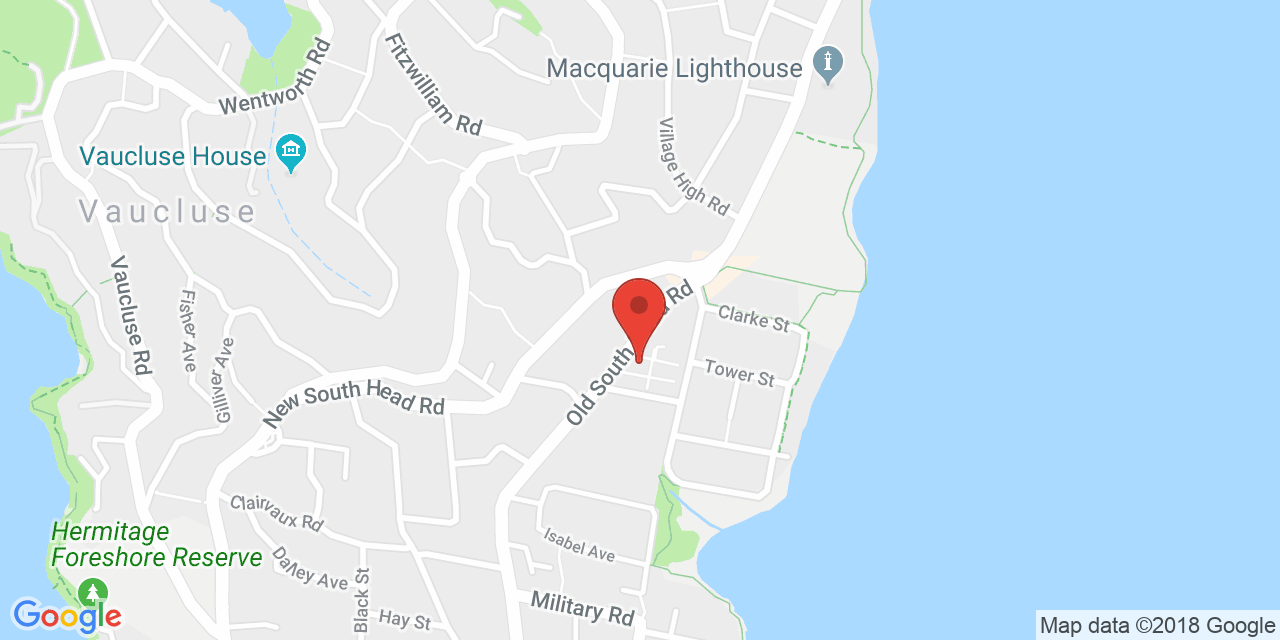 Macquarie Lighthouse
Fitzwilliam Rd
Wentworth Rd
Village High Rd
Vaucluse House
Vaucluse
Vaucluse Rd
Fisher Ave
Gilliver Ave
Old South
Rd
Clarke St
Tower St
New South Head Rd
Clairvaux Rd
Hermitage
Foreshore Reserve
Isabel Ave
Dalley Ave
Black St
Hay St
Military Rd
Google
Map data ©2018 Google